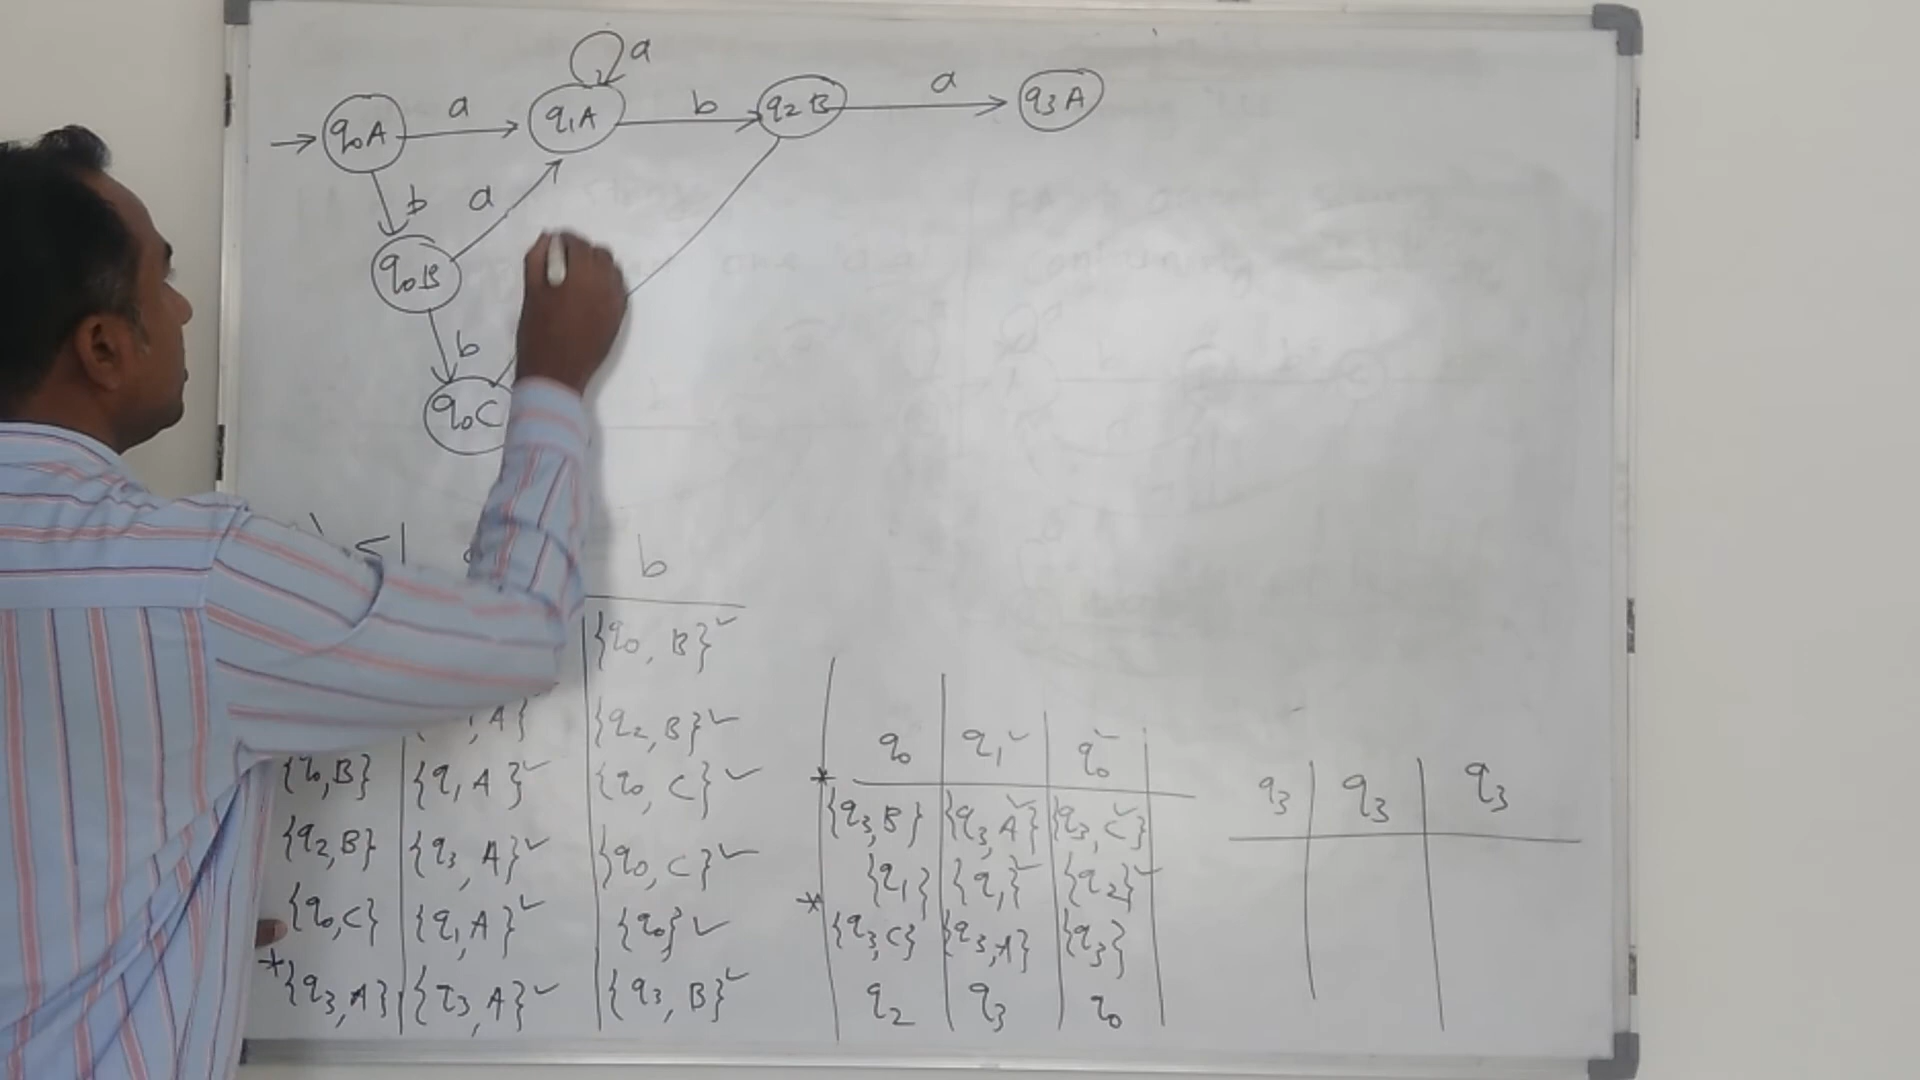 a
q0A a q1A b q2B a q3A
b a
q0B
b
q0C
b
{q0, B}
, A} {q2, B}
{q0, B} {q1, A} {q0, C}
{q2, B} {q3, A} {q0, C}
{q0, C} {q1, A} {q0}
*{q3, A} {q3, A} {q3, B}
q0 q1 q0
* {q3, B} {q3, A} {q3, C}
{q1} {q1} {q2}
* {q3, C} {q3, A} {q3}
q2 q3 q0
q3 q3 q3